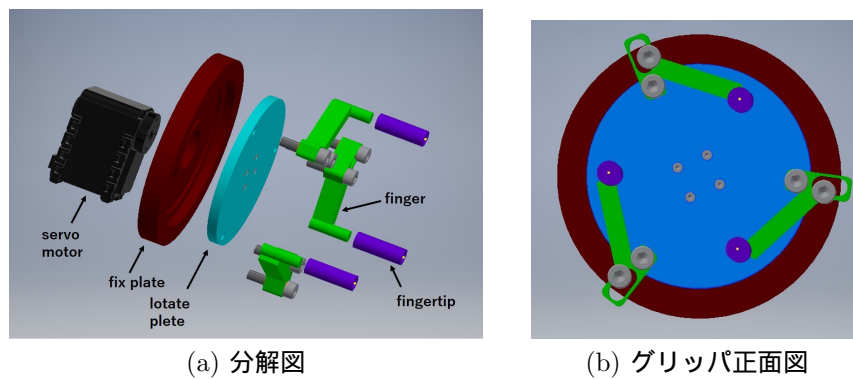 servo
motor
fix plate
lotate
plete
finger
fingertip
(a) 分解図
(b) グリッパ正面図